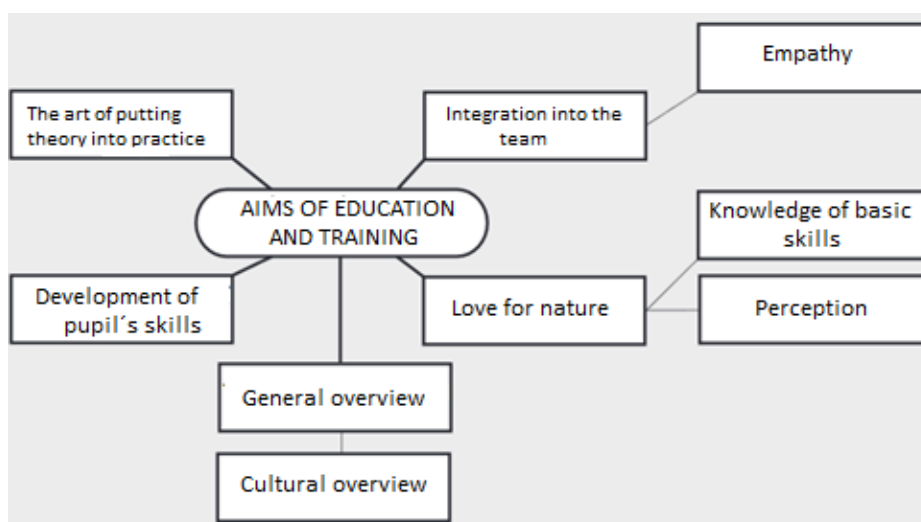 Empathy
The art of putting
theory into practice
Integration into the
team
AIMS OF EDUCATION
AND TRAINING
Knowledge of basic
skills
Development of
pupil´s skills
Love for nature
Perception
General overview
Cultural overview